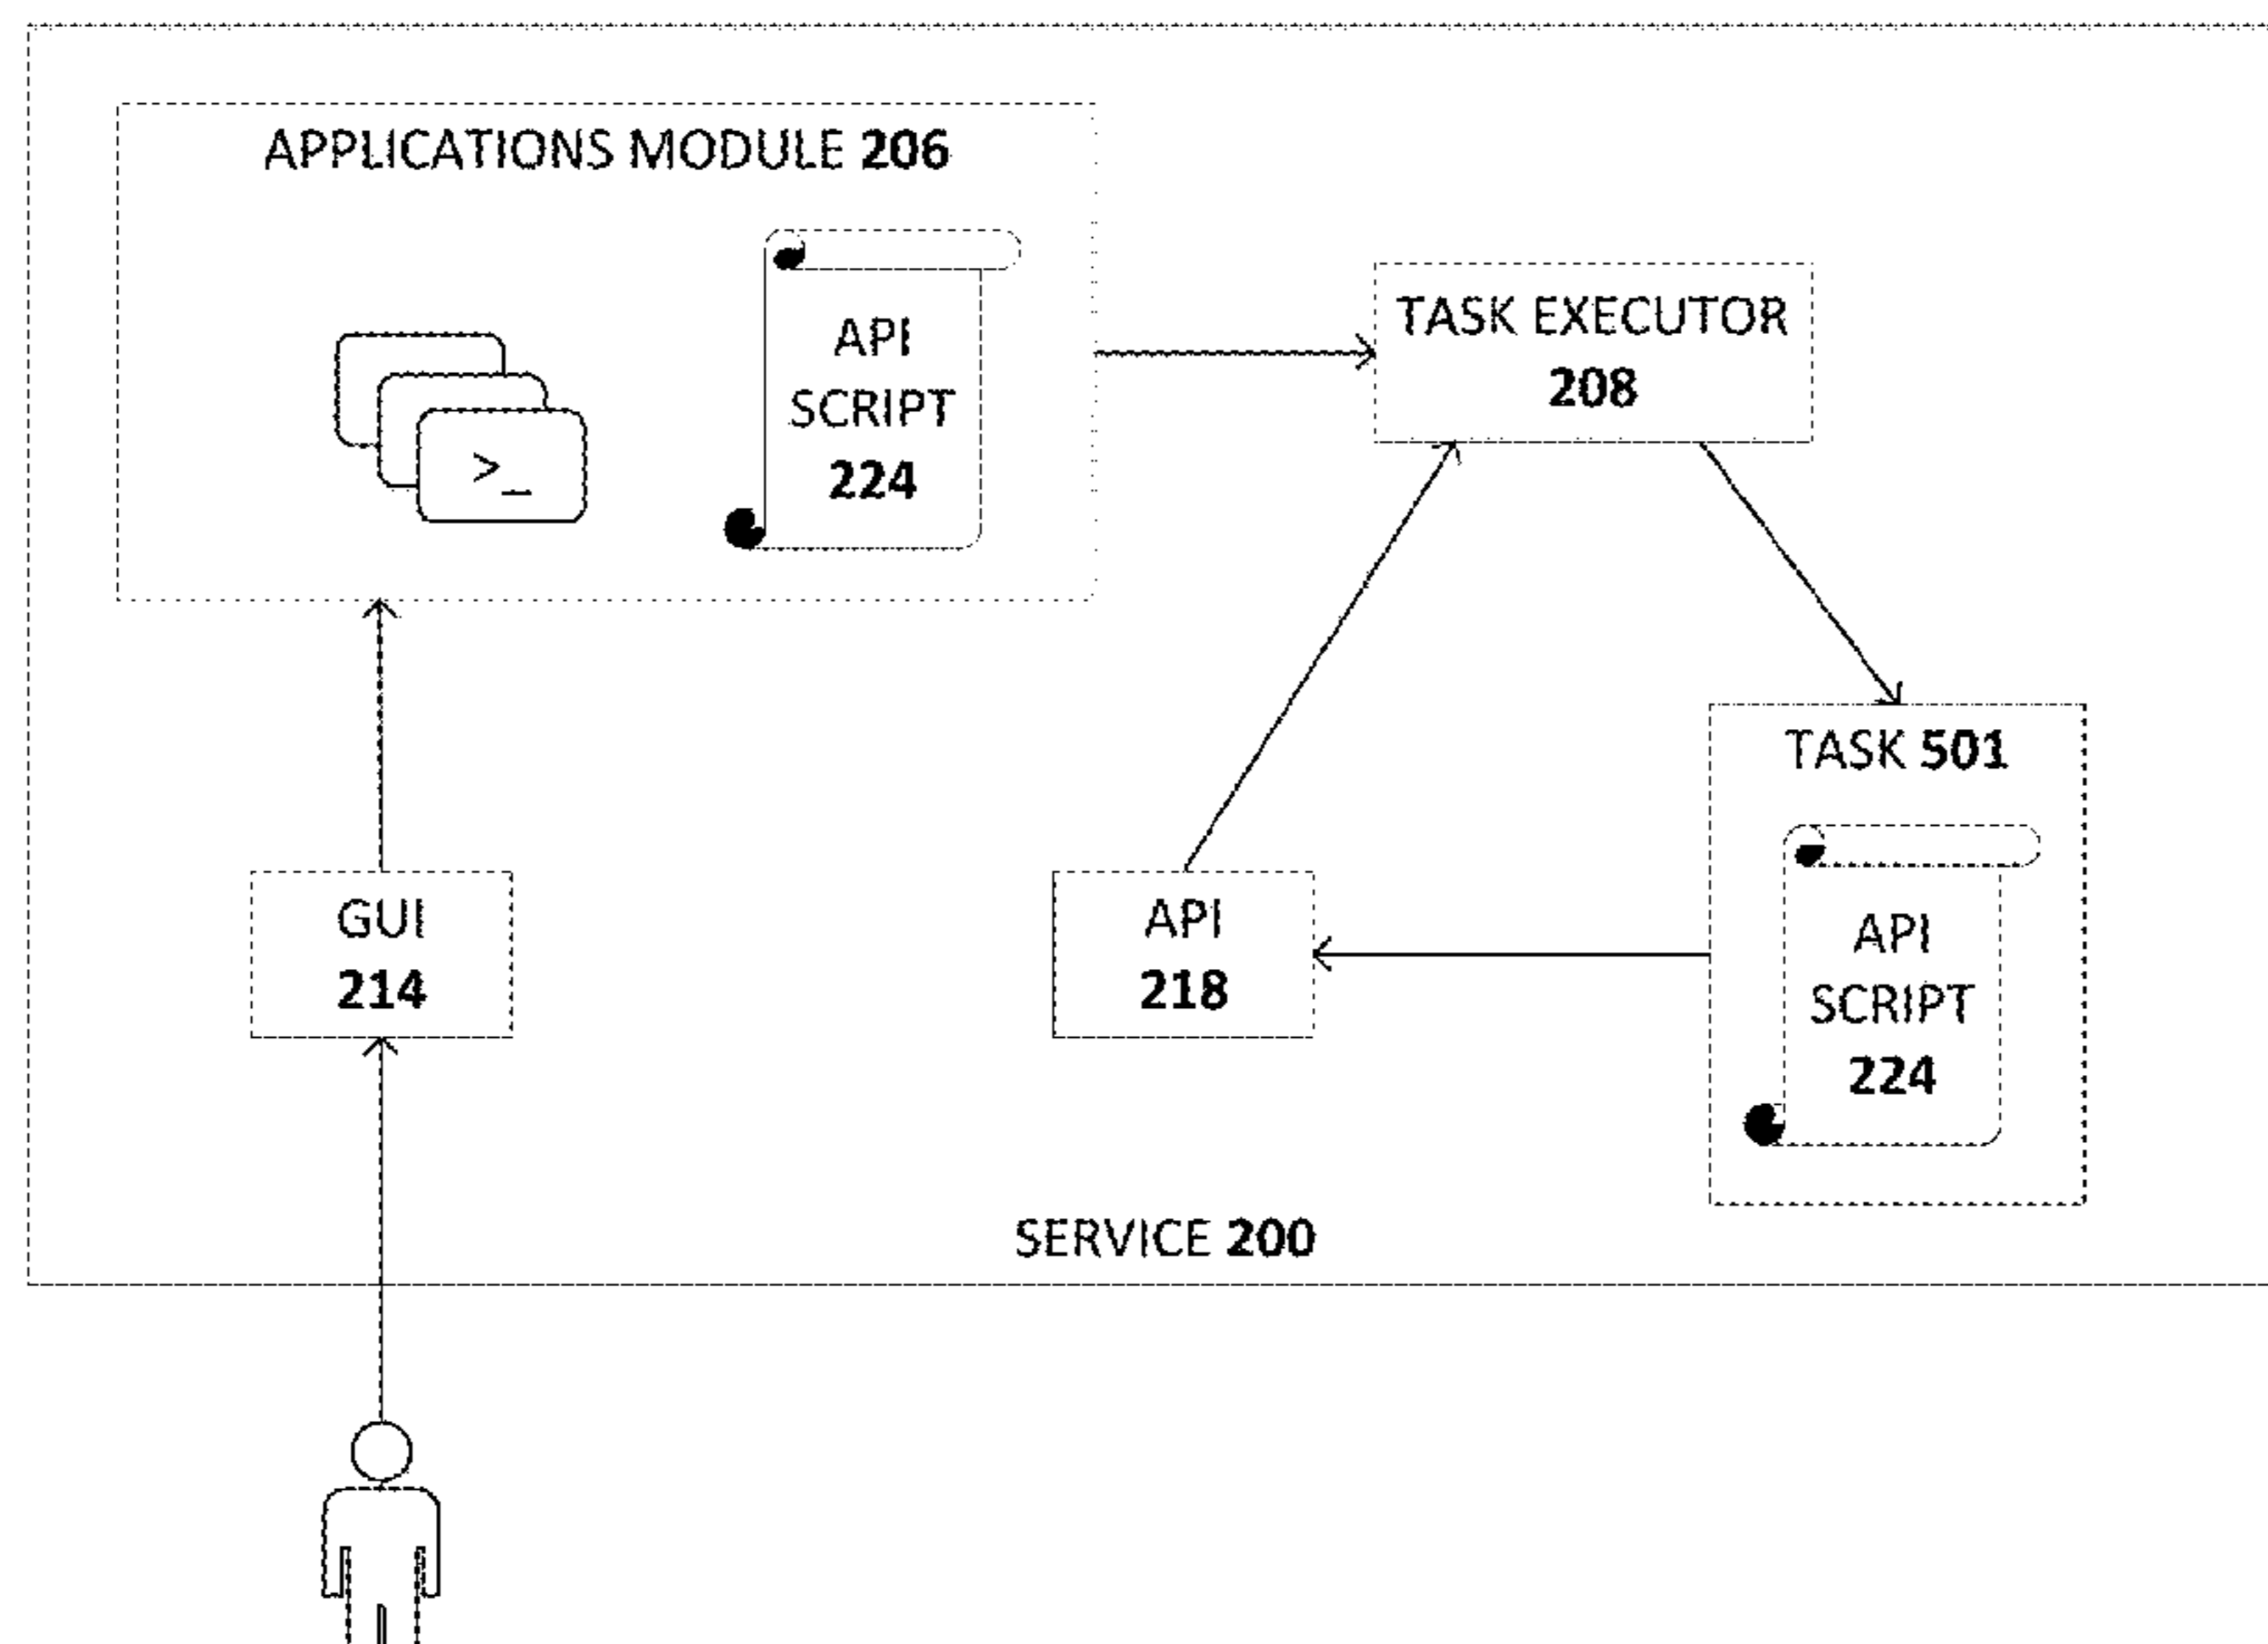 APPLICATIONS MODULE 206
API
SCRIPT
224
>_
TASK EXECUTOR
208
TASK 501
API
SCRIPT
224
GUI
214
API
218
SERVICE 200